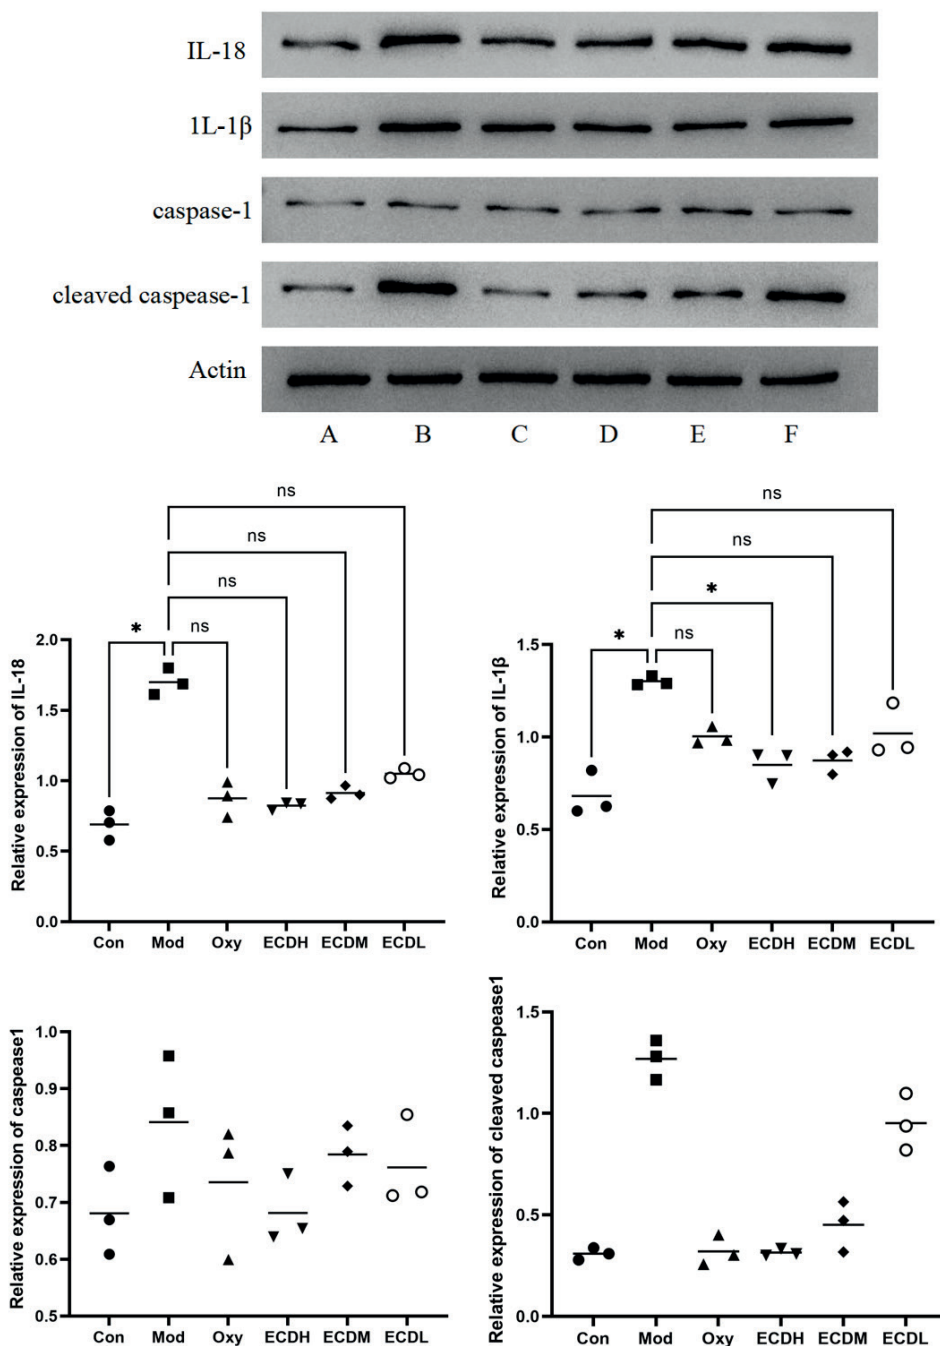 IL-18
1L-1β
caspase-1
cleaved caspease-1
Actin
A B C D E F
ns
ns
ns
* ns
Relative expression of IL-18
2.0
1.5
1.0
0.5
0.0
Con Mod Oxy ECDH ECDM ECDL
ns
ns
*
* ns
Relative expression of IL-1β
1.5
1.0
0.5
0.0
Con Mod Oxy ECDH ECDM ECDL
Relative expression of caspease1
1.0
0.9
0.8
0.7
0.6
0.5
Con Mod Oxy ECDH ECDM ECDL
Relative expression of cleaved caspease1
1.5
1.0
0.5
0.0
Con Mod Oxy ECDH ECDM ECDL